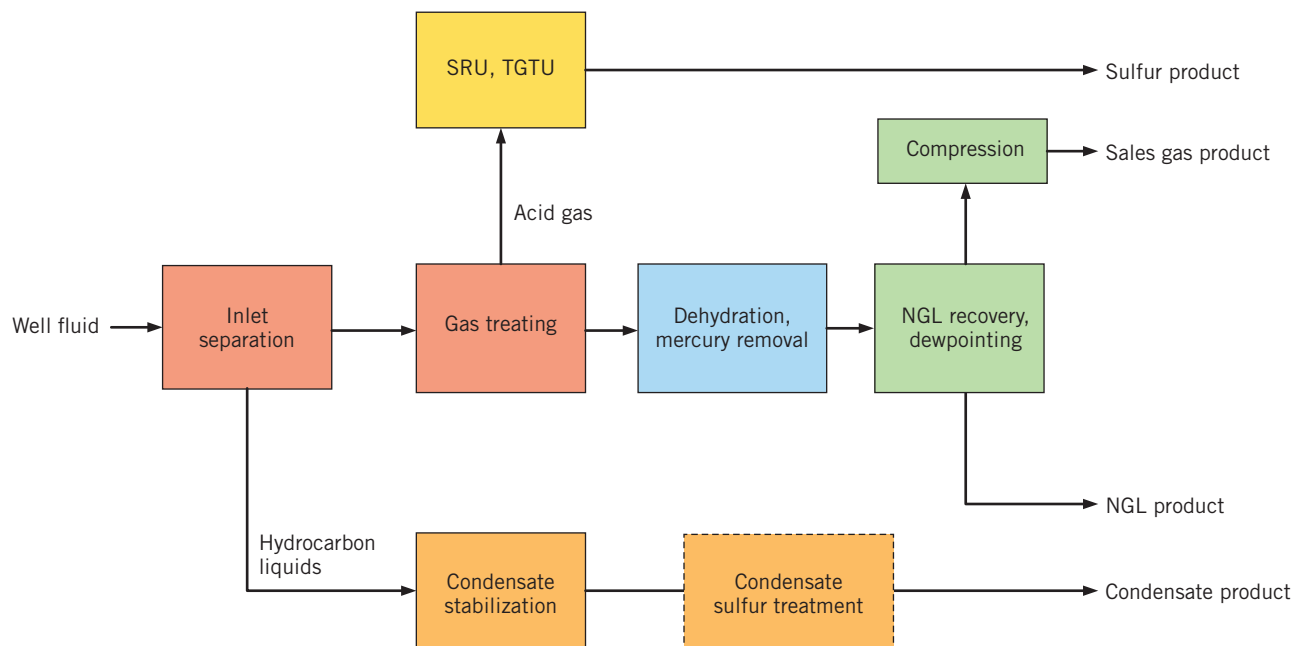 SRU, TGTU
Sulfur product
Compression
Sales gas product
Acid gas
Well fluid
Inlet
separation
Gas treating
Dehydration,
mercury removal
NGL recovery,
dewpointing
NGL product
Hydrocarbon
liquids
Condensate
stabilization
Condensate
sulfur treatment
Condensate product